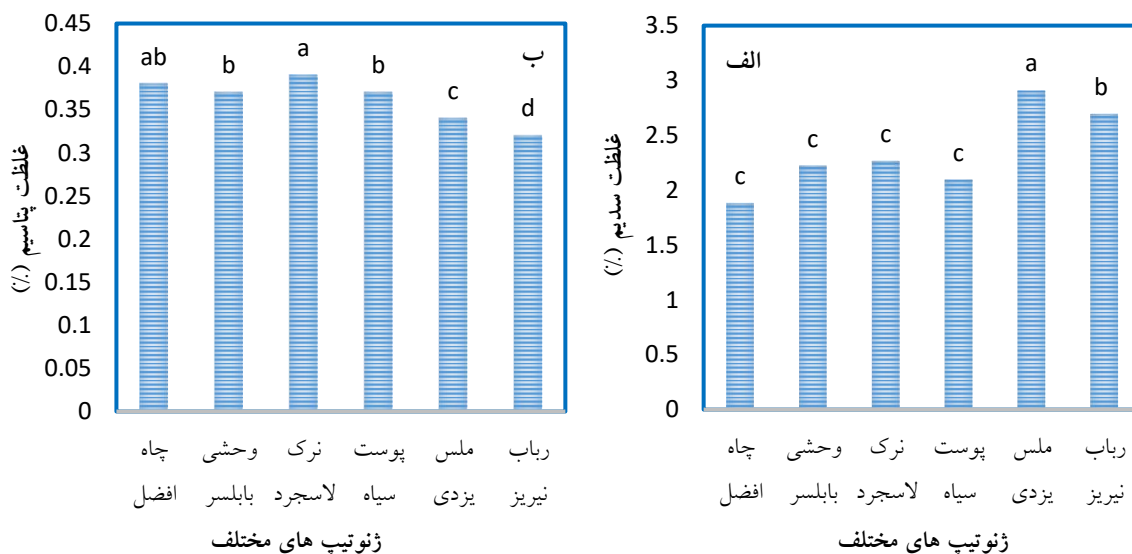 الف
غلظت سدیم (٪)
3.5
3
2.5
2
1.5
1
0.5
0
c
c
c
c
a
b
چاه افضل
وحشی بابلسر
نرک لاسجرد
پوست سیاه
ملس یزدی
رباب نیریز
ژنوتیپ های مختلف
ب
غلظت پتاسیم (٪)
0.45
0.4
0.35
0.3
0.25
0.2
0.15
0.1
0.05
0
ab
b
a
b
c
d
چاه افضل
وحشی بابلسر
نرک لاسجرد
پوست سیاه
ملس یزدی
رباب نیریز
ژنوتیپ های مختلف